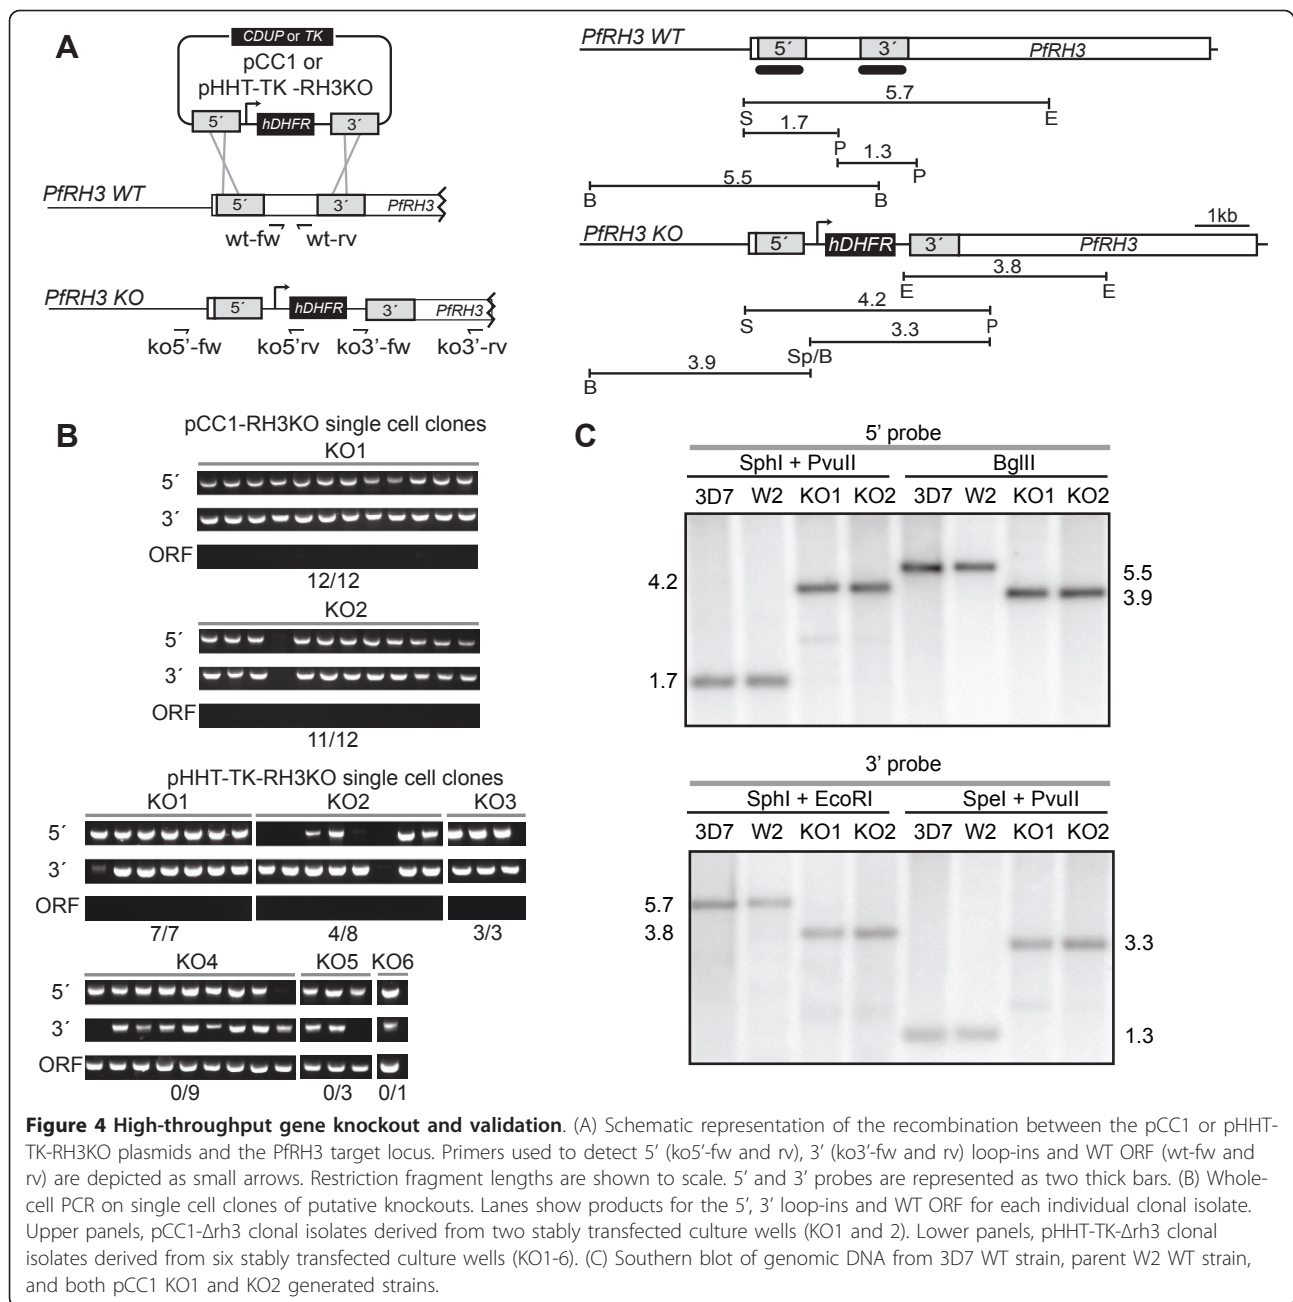 A
CDUP or TK
pCC1 or
pHHT-TK -RH3KO
5´ hDHFR 3´
PfRH3 WT
5´ 3´ PfRH3
wt-fw wt-rv
PfRH3 KO
5´ hDHFR 3´ PfRH3
ko5'-fw ko5'rv ko3'-fw ko3'-rv
PfRH3 WT
5´ 3´ PfRH3
5.7
S E
1.7
P
1.3
P
5.5
B B
1kb
PfRH3 KO
5´ hDHFR 3´ PfRH3
3.8
E E
4.2
S P
3.3
Sp/B
3.9
B
B
pCC1-RH3KO single cell clones
KO1
5´
3´
ORF
12/12
KO2
5´
3´
ORF
11/12
pHHT-TK-RH3KO single cell clones
KO1 KO2 KO3
5´
3´
ORF
7/7 4/8 3/3
KO4 KO5 KO6
5´
3´
ORF
0/9 0/3 0/1
C
5' probe
SphI + PvuII BglII
3D7 W2 KO1 KO2 3D7 W2 KO1 KO2
4.2
1.7
5.5
3.9
3' probe
SphI + EcoRI SpeI + PvuII
3D7 W2 KO1 KO2 3D7 W2 KO1 KO2
5.7
3.8
3.3
1.3
Figure 4 High-throughput gene knockout and validation. (A) Schematic representation of the recombination between the pCC1 or pHHT-
TK-RH3KO plasmids and the PfRH3 target locus. Primers used to detect 5' (ko5'-fw and rv), 3' (ko3'-fw and rv) loop-ins and WT ORF (wt-fw and
rv) are depicted as small arrows. Restriction fragment lengths are shown to scale. 5' and 3' probes are represented as two thick bars. (B) Whole-
cell PCR on single cell clones of putative knockouts. Lanes show products for the 5', 3' loop-ins and WT ORF for each individual clonal isolate.
Upper panels, pCC1-Δrh3 clonal isolates derived from two stably transfected culture wells (KO1 and 2). Lower panels, pHHT-TK-Δrh3 clonal
isolates derived from six stably transfected culture wells (KO1-6). (C) Southern blot of genomic DNA from 3D7 WT strain, parent W2 WT strain,
and both pCC1 KO1 and KO2 generated strains.